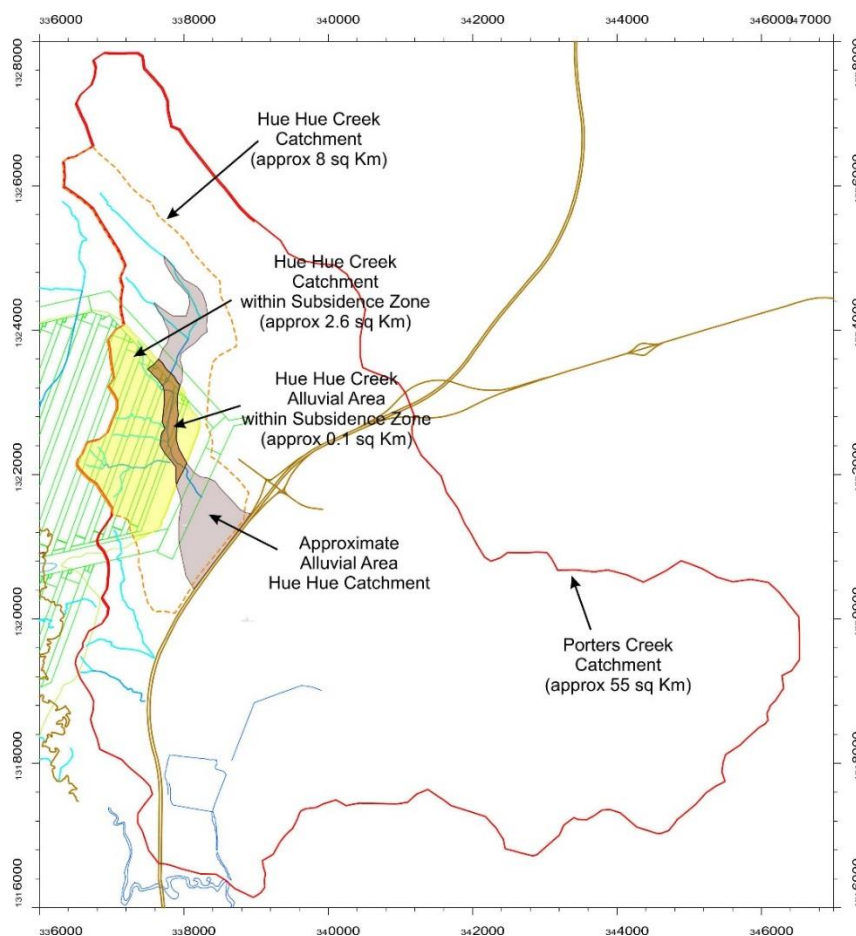 336000 338000 340000 342000 344000 346000 347000
1328000
Hue Hue Creek
Catchment
(approx 8 sq Km)
1326000
Hue Hue Creek
Catchment
within Subsidence Zone
(approx 2.6 sq Km)
1324000
Hue Hue Creek
Alluvial Area
within Subsidence Zone
(approx 0.1 sq Km)
1322000
Approximate
Alluvial Area
Hue Hue Catchment
1320000
Porters Creek
Catchment
(approx 55 sq Km)
1318000
1316000
336000 338000 340000 342000 344000 346000 347000